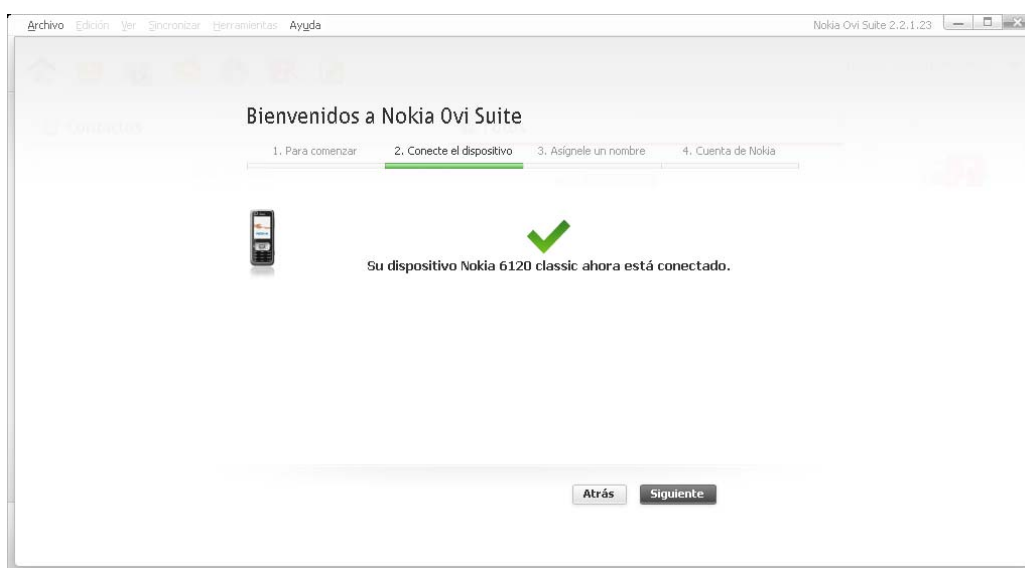 Archivo Edición Ver Sincronizar Herramientas Ayuda Nokia Ovi Suite 2.2.1.23
Contactos
Bienvenidos a Nokia Ovi Suite
1. Para comenzar 2. Conecte el dispositivo 3. Asígnele un nombre 4. Cuenta de Nokia
Su dispositivo Nokia 6120 classic ahora está conectado.
Atrás Siguiente